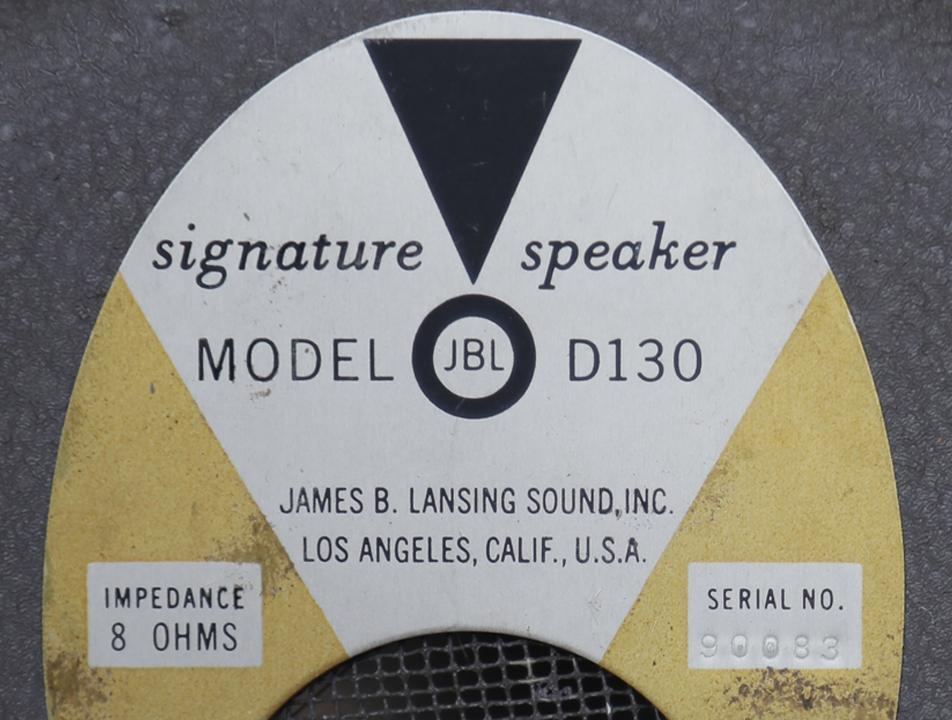 signature speaker
MODEL JBL D130
JAMES B. LANSING SOUND, INC.
LOS ANGELES, CALIF., U.S.A.
IMPEDANCE
8 OHMS
SERIAL NO.
90083